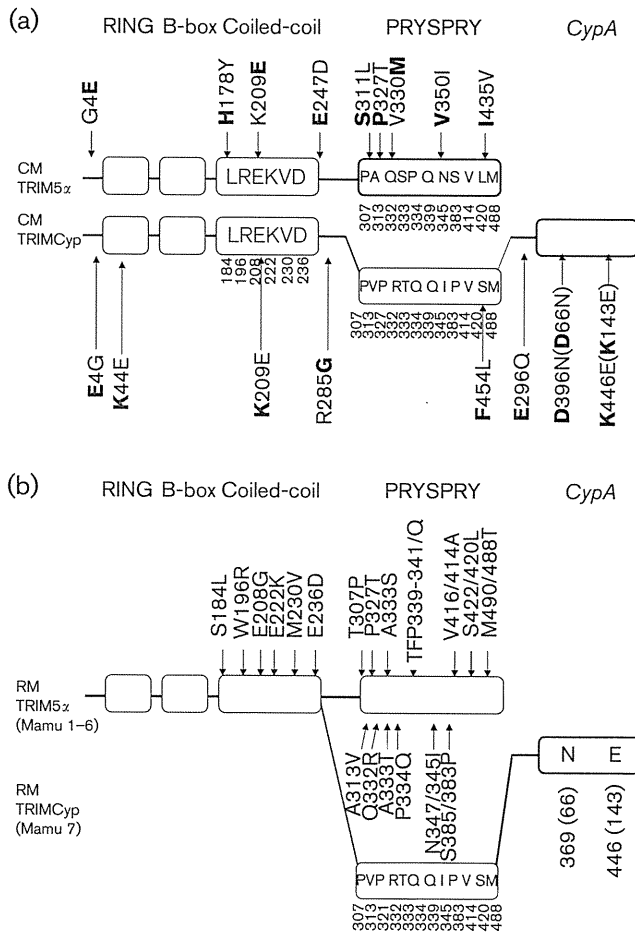 (a)
RING B-box Coiled-coil PRYSPRY CypA
G4E
H178Y
K209E
E247D
S311L
P327T
V330M
V350I
I435V
CM
TRIM5α
LREKVD
PA QSP Q NS V LM
307
313
332
333
334
339
345
383
414
420
488
CM
TRIMCyp
LREKVD
184
196
208
222
230
236
PVP RTQ Q I P V SM
307
313
327
332
333
334
339
345
383
414
420
488
E4G
K44E
K209E
R285G
F454L
E296Q
D396N(D66N)
K446E(K143E)
(b)
RING B-box Coiled-coil PRYSPRY CypA
S184L
W196R
E208G
E222K
M230V
E236D
T307P
P327T
A333S
TFP339-341/Q
V416/414A
S422/420L
M490/488T
RM
TRIM5α
(Mamu 1–6)
A313V
Q332R
A333T
P334Q
N347/345I
S385/383P
RM
TRIMCyp
(Mamu 7)
N E
369 (66)
446 (143)
PVP RTQ Q I P V SM
307
313
321
332
333
334
339
345
383
414
420
488